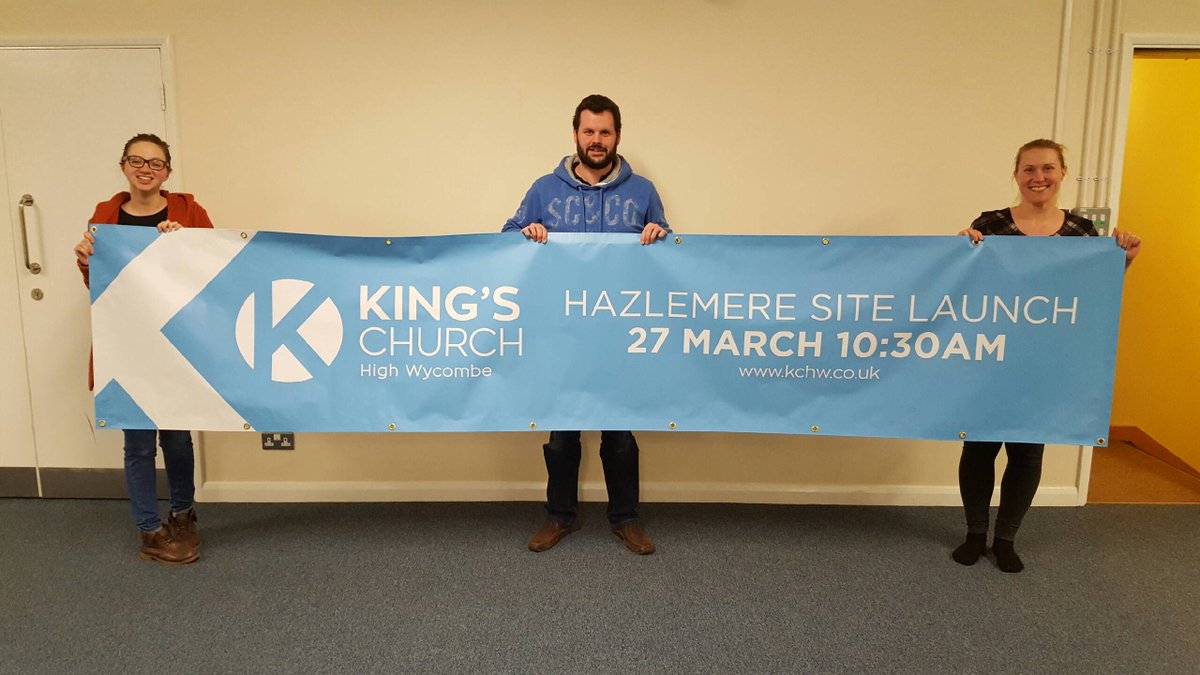 KING'S
CHURCH
High Wycombe
HAZLEMERE SITE LAUNCH
27 MARCH 10:30AM
www.kchw.co.uk